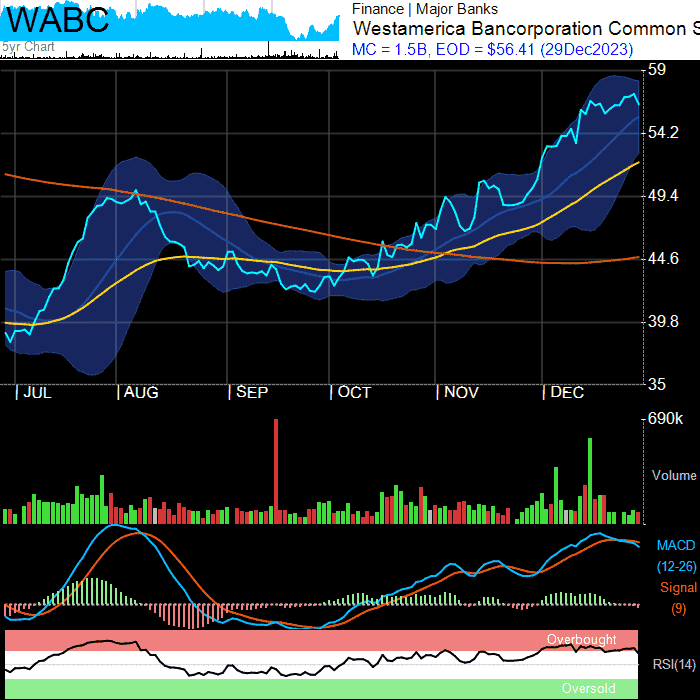 WABC
5yr Chart
Finance | Major Banks
Westamerica Bancorporation Common S
MC = 1.5B, EOD = $56.41 (29Dec2023)
59
54.2
49.4
44.6
39.8
35
JUL AUG SEP OCT NOV DEC
690k
Volume
MACD
(12-26)
Signal
(9)
Overbought
RSI(14)
Oversold